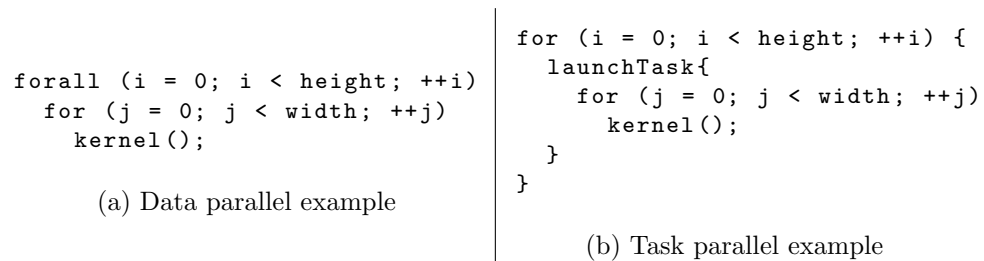 forall (i = 0; i < height; ++i)
  for (j = 0; j < width; ++j)
    kernel();
(a) Data parallel example
for (i = 0; i < height; ++i) {
  launchTask{
    for (j = 0; j < width; ++j)
      kernel();
  }
}
(b) Task parallel example